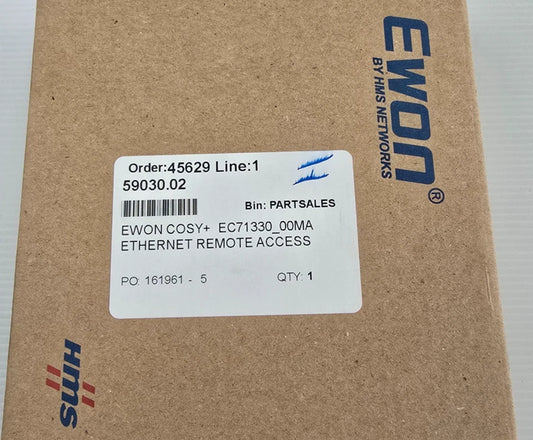 Ewon®
BY HMS NETWORKS
Order:45629 Line:1
59030.02
Bin: PARTSALES
EWON COSY+ EC71330_00MA
ETHERNET REMOTE ACCESS
PO: 161961 - 5
QTY: 1
HMS